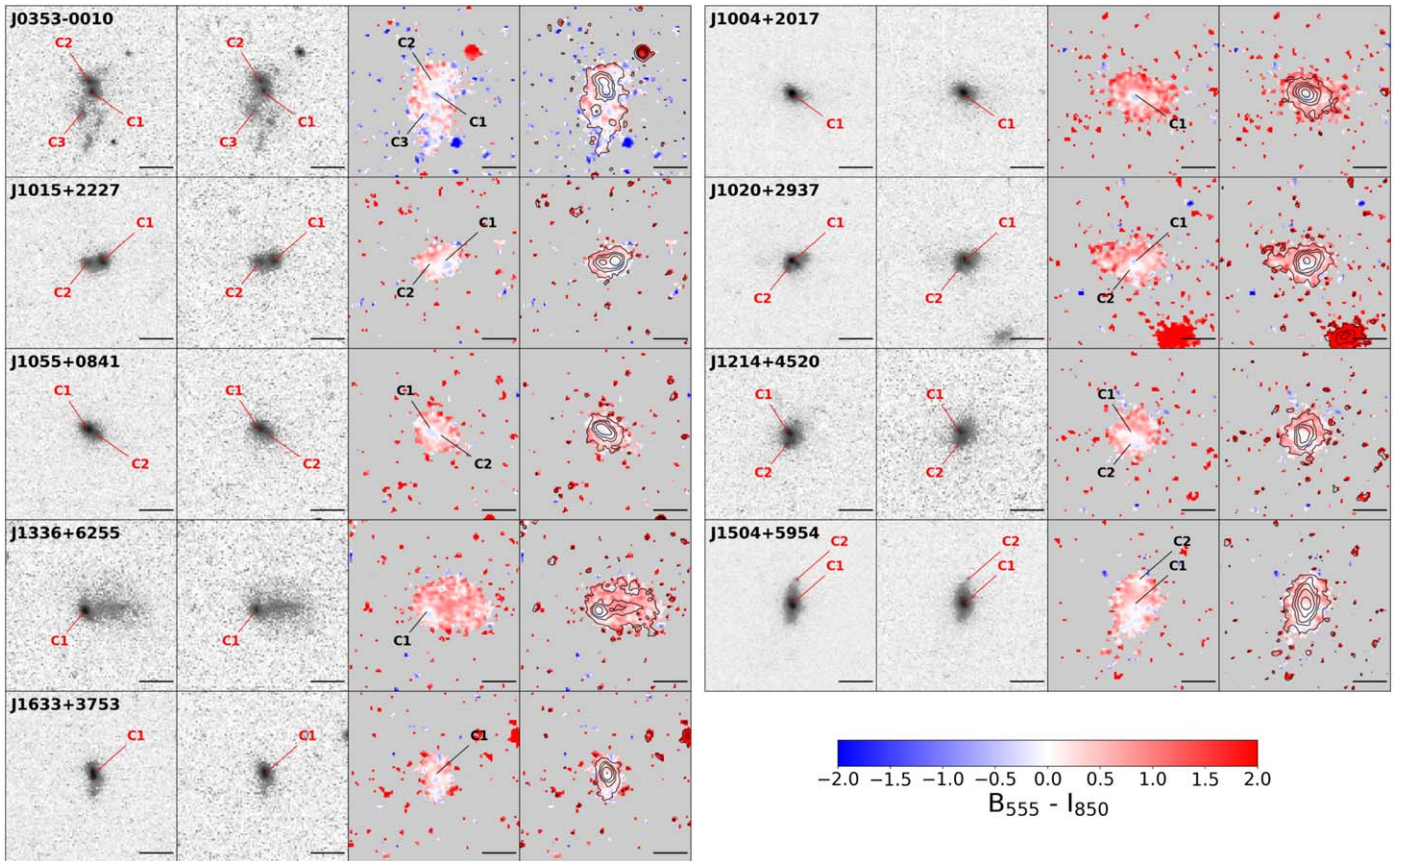 J0353-0010
C2 C2 C2
C1 C1 C1
C3 C3 C3
J1015+2227
C1 C1 C1
C2 C2 C2
J1055+0841
C1 C1 C1
C2 C2 C2
J1336+6255
C1 C1 C1
J1633+3753
C1 C1 C1
J1004+2017
C1 C1 C1
J1020+2937
C1 C1 C1
C2 C2 C2
J1214+4520
C1 C1 C1
C2 C2 C2
J1504+5954
C2 C2 C2
C1 C1 C1
−2.0 −1.5 −1.0 −0.5 0.0 0.5 1.0 1.5 2.0
B₅₅₅ - I₈₅₀